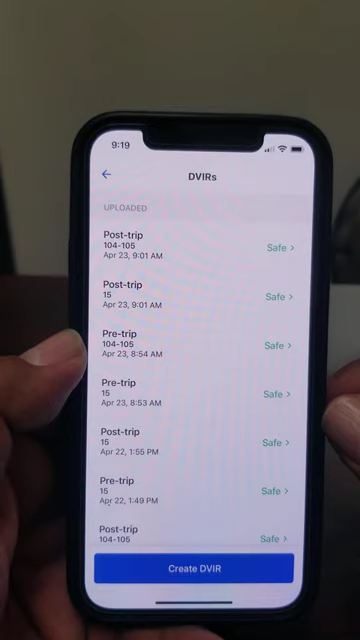 9:19
DVIRs
UPLOADED
Post-trip
104-105
Apr 23, 9:01 AM
Safe
Post-trip
15
Apr 23, 9:01 AM
Safe
Pre-trip
104-105
Apr 23, 8:54 AM
Safe
Pre-trip
15
Apr 23, 8:53 AM
Safe
Post-trip
15
Apr 22, 1:55 PM
Safe
Pre-trip
15
Apr 22, 1:49 PM
Safe
Post-trip
104-105
Safe
Create DVIR